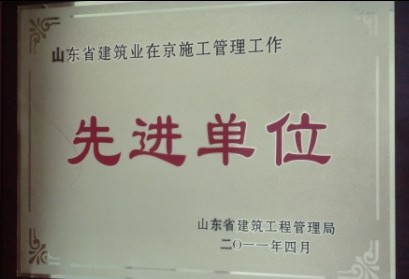 山东省建筑业在京施工管理工作
先进单位
山东省建筑工程管理局
二〇一一年四月